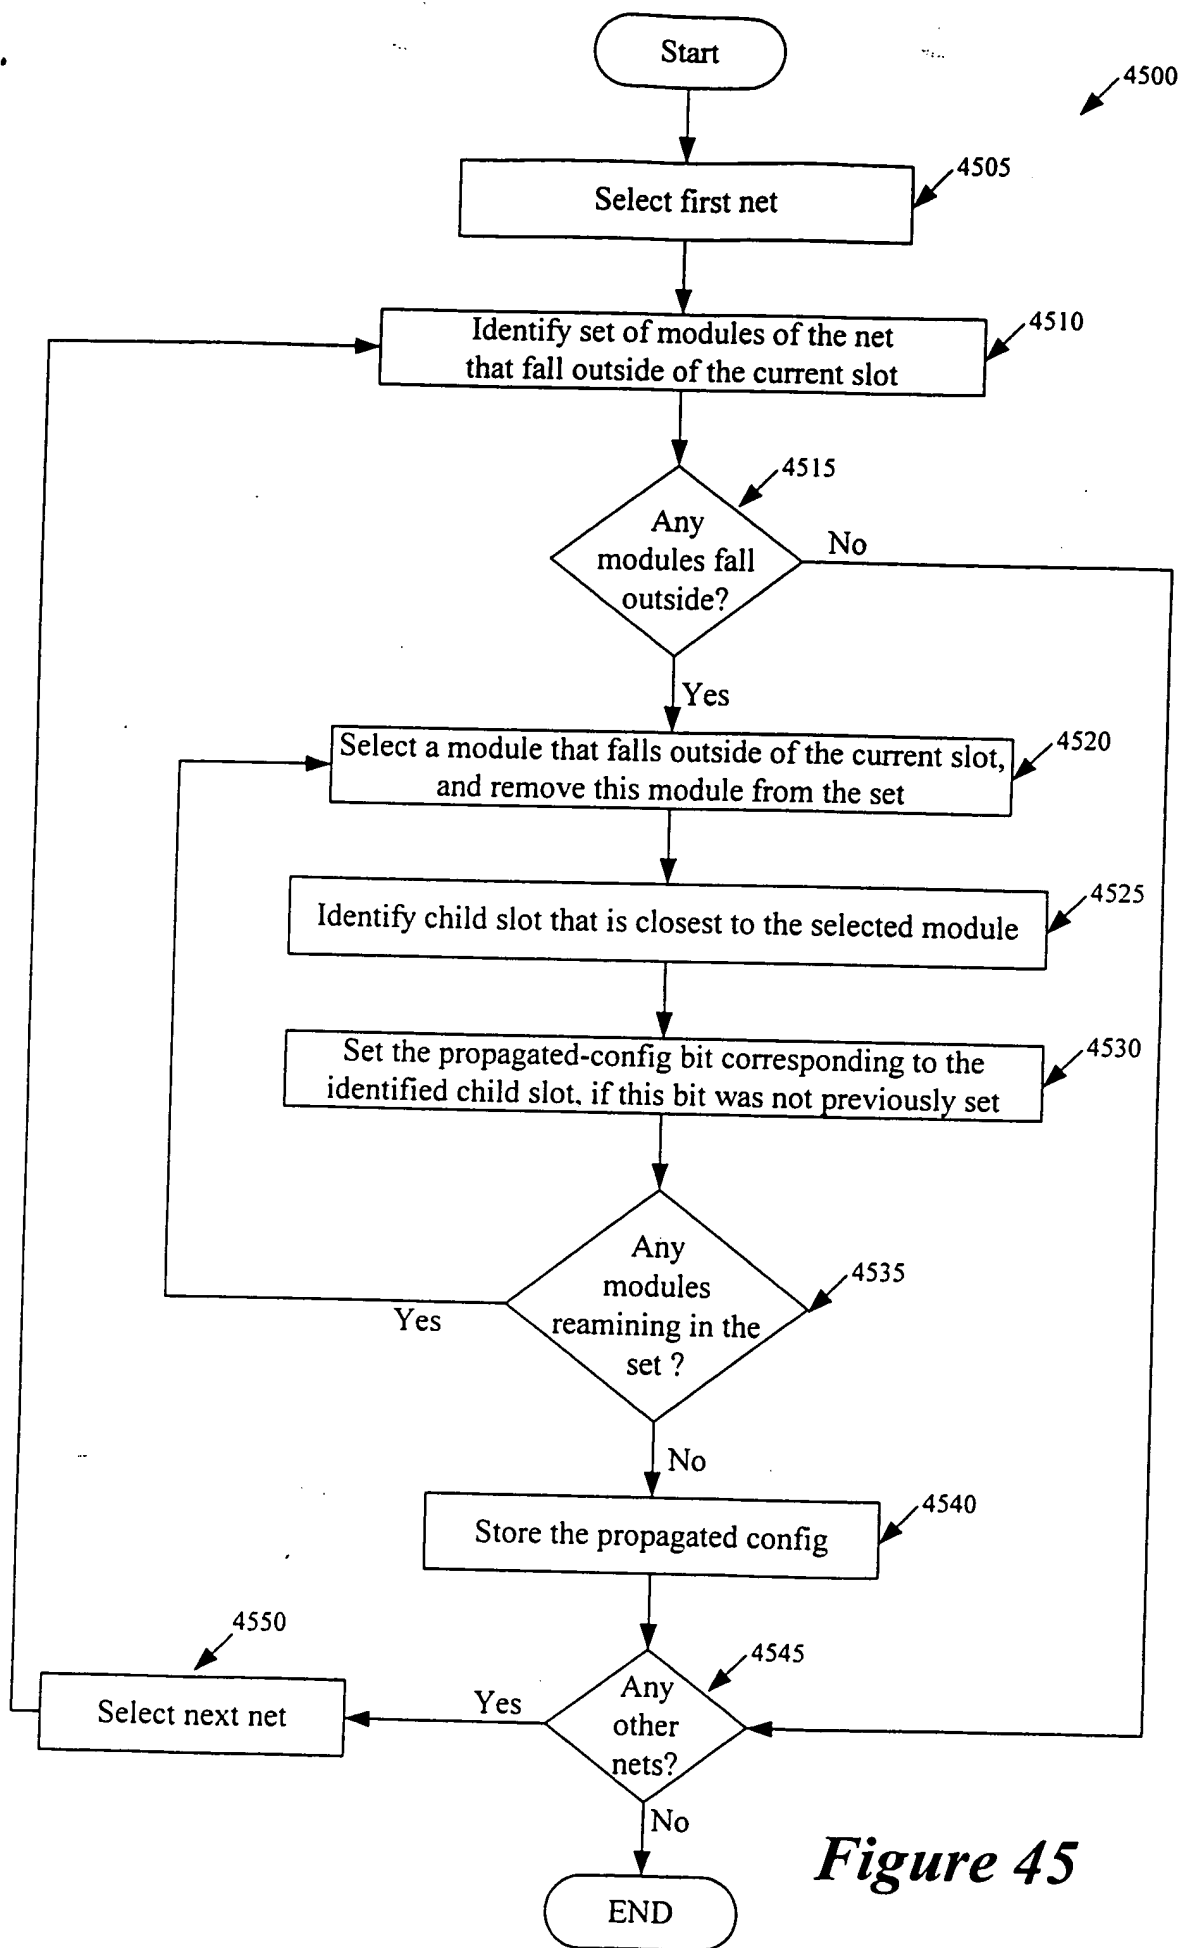 Start
4500
4505
Select first net
4510
Identify set of modules of the net
that fall outside of the current slot
4515
Any
modules fall
outside?
No
Yes
4520
Select a module that falls outside of the current slot,
and remove this module from the set
4525
Identify child slot that is closest to the selected module
4530
Set the propagated-config bit corresponding to the
identified child slot, if this bit was not previously set
Any
modules
reamining in the
set ?
4535
Yes
No
4540
Store the propagated config
4550
4545
Select next net
Yes
Any
other
nets?
No
Figure 45
END